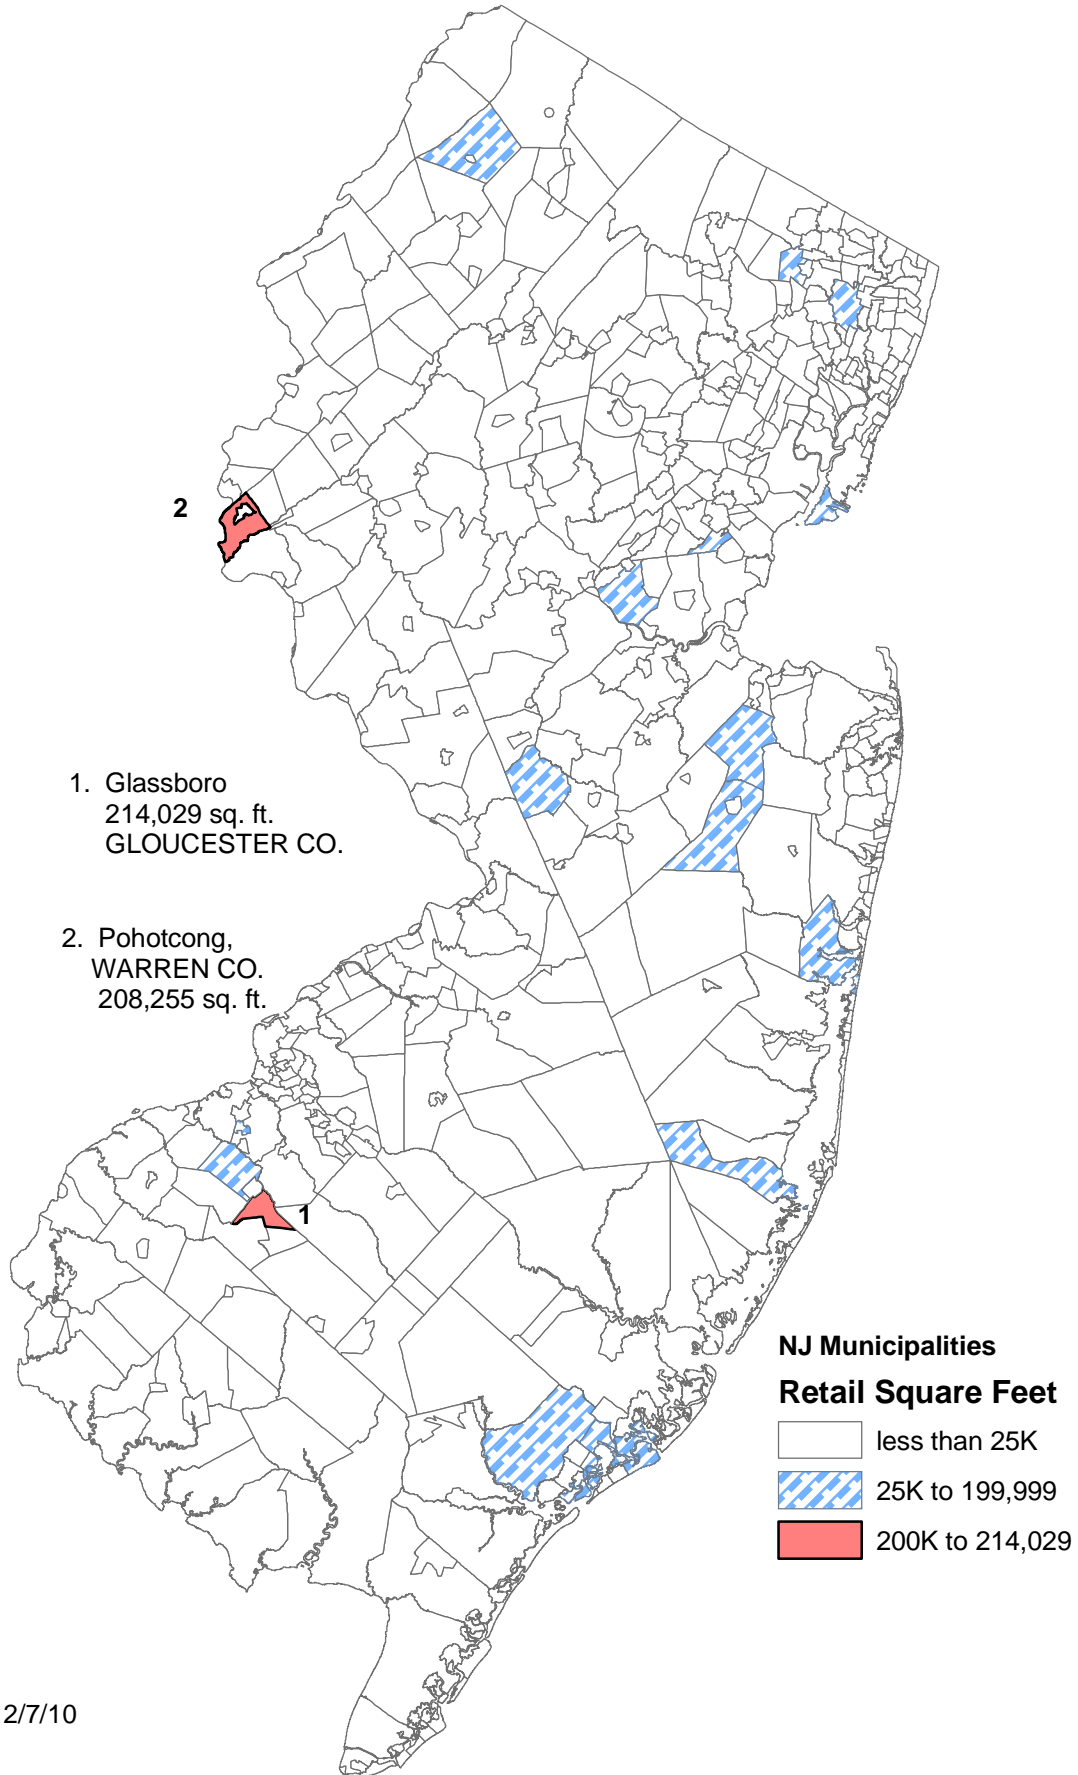 2
1. Glassboro
214,029 sq. ft.
GLOUCESTER CO.
2. Pohotcong,
WARREN CO.
208,255 sq. ft.
1
NJ Municipalities
Retail Square Feet
less than 25K
25K to 199,999
200K to 214,029
2/7/10